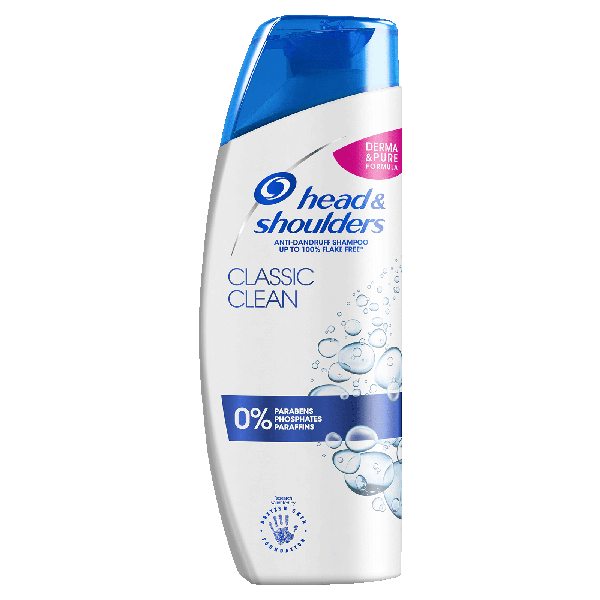 DERMA
&PURE
FORMULA
head &
shoulders
ANTI-DANDRUFF SHAMPOO
UP TO 100% FLAKE FREE*
CLASSIC
CLEAN
0% PARABENS
PHOSPHATES
PARAFFINS
FOUNDATION